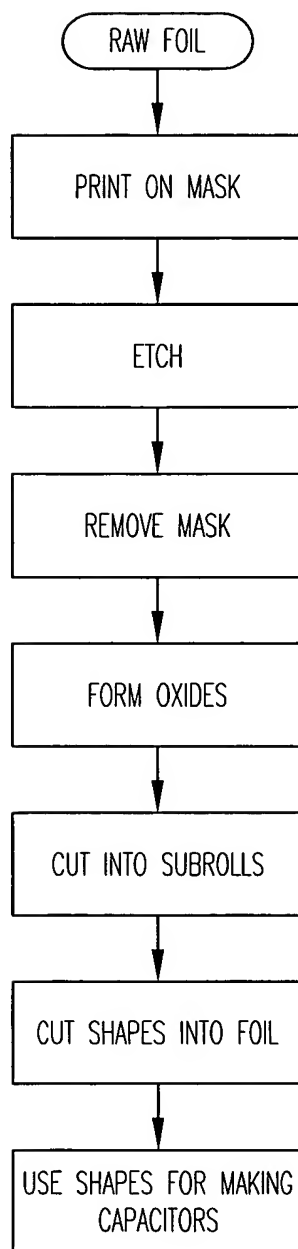 RAW FOIL
PRINT ON MASK
ETCH
REMOVE MASK
FORM OXIDES
CUT INTO SUBROLLS
CUT SHAPES INTO FOIL
USE SHAPES FOR MAKING
CAPACITORS